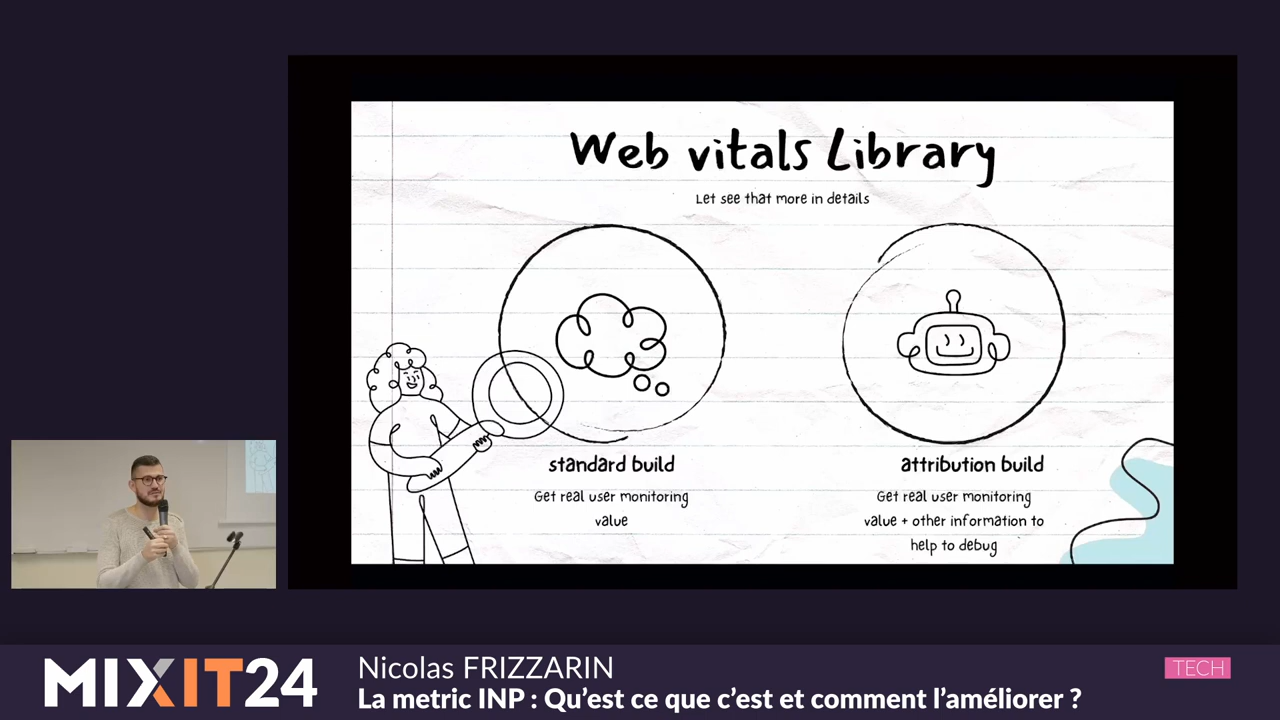 Web vitals Library
Let see that more in details
standard build
Get real user monitoring
value
attribution build
Get real user monitoring
value + other information to
help to debug
MIXIT24
Nicolas FRIZZARIN
La metric INP : Qu'est ce que c'est et comment l'améliorer ?
TECH